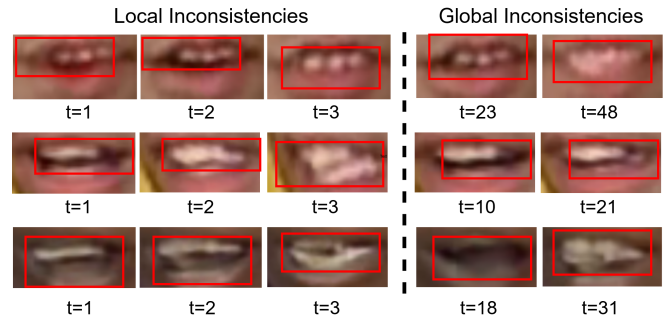 Local Inconsistencies Global Inconsistencies
t=1 t=2 t=3 t=23 t=48
t=1 t=2 t=3 t=10 t=21
t=1 t=2 t=3 t=18 t=31